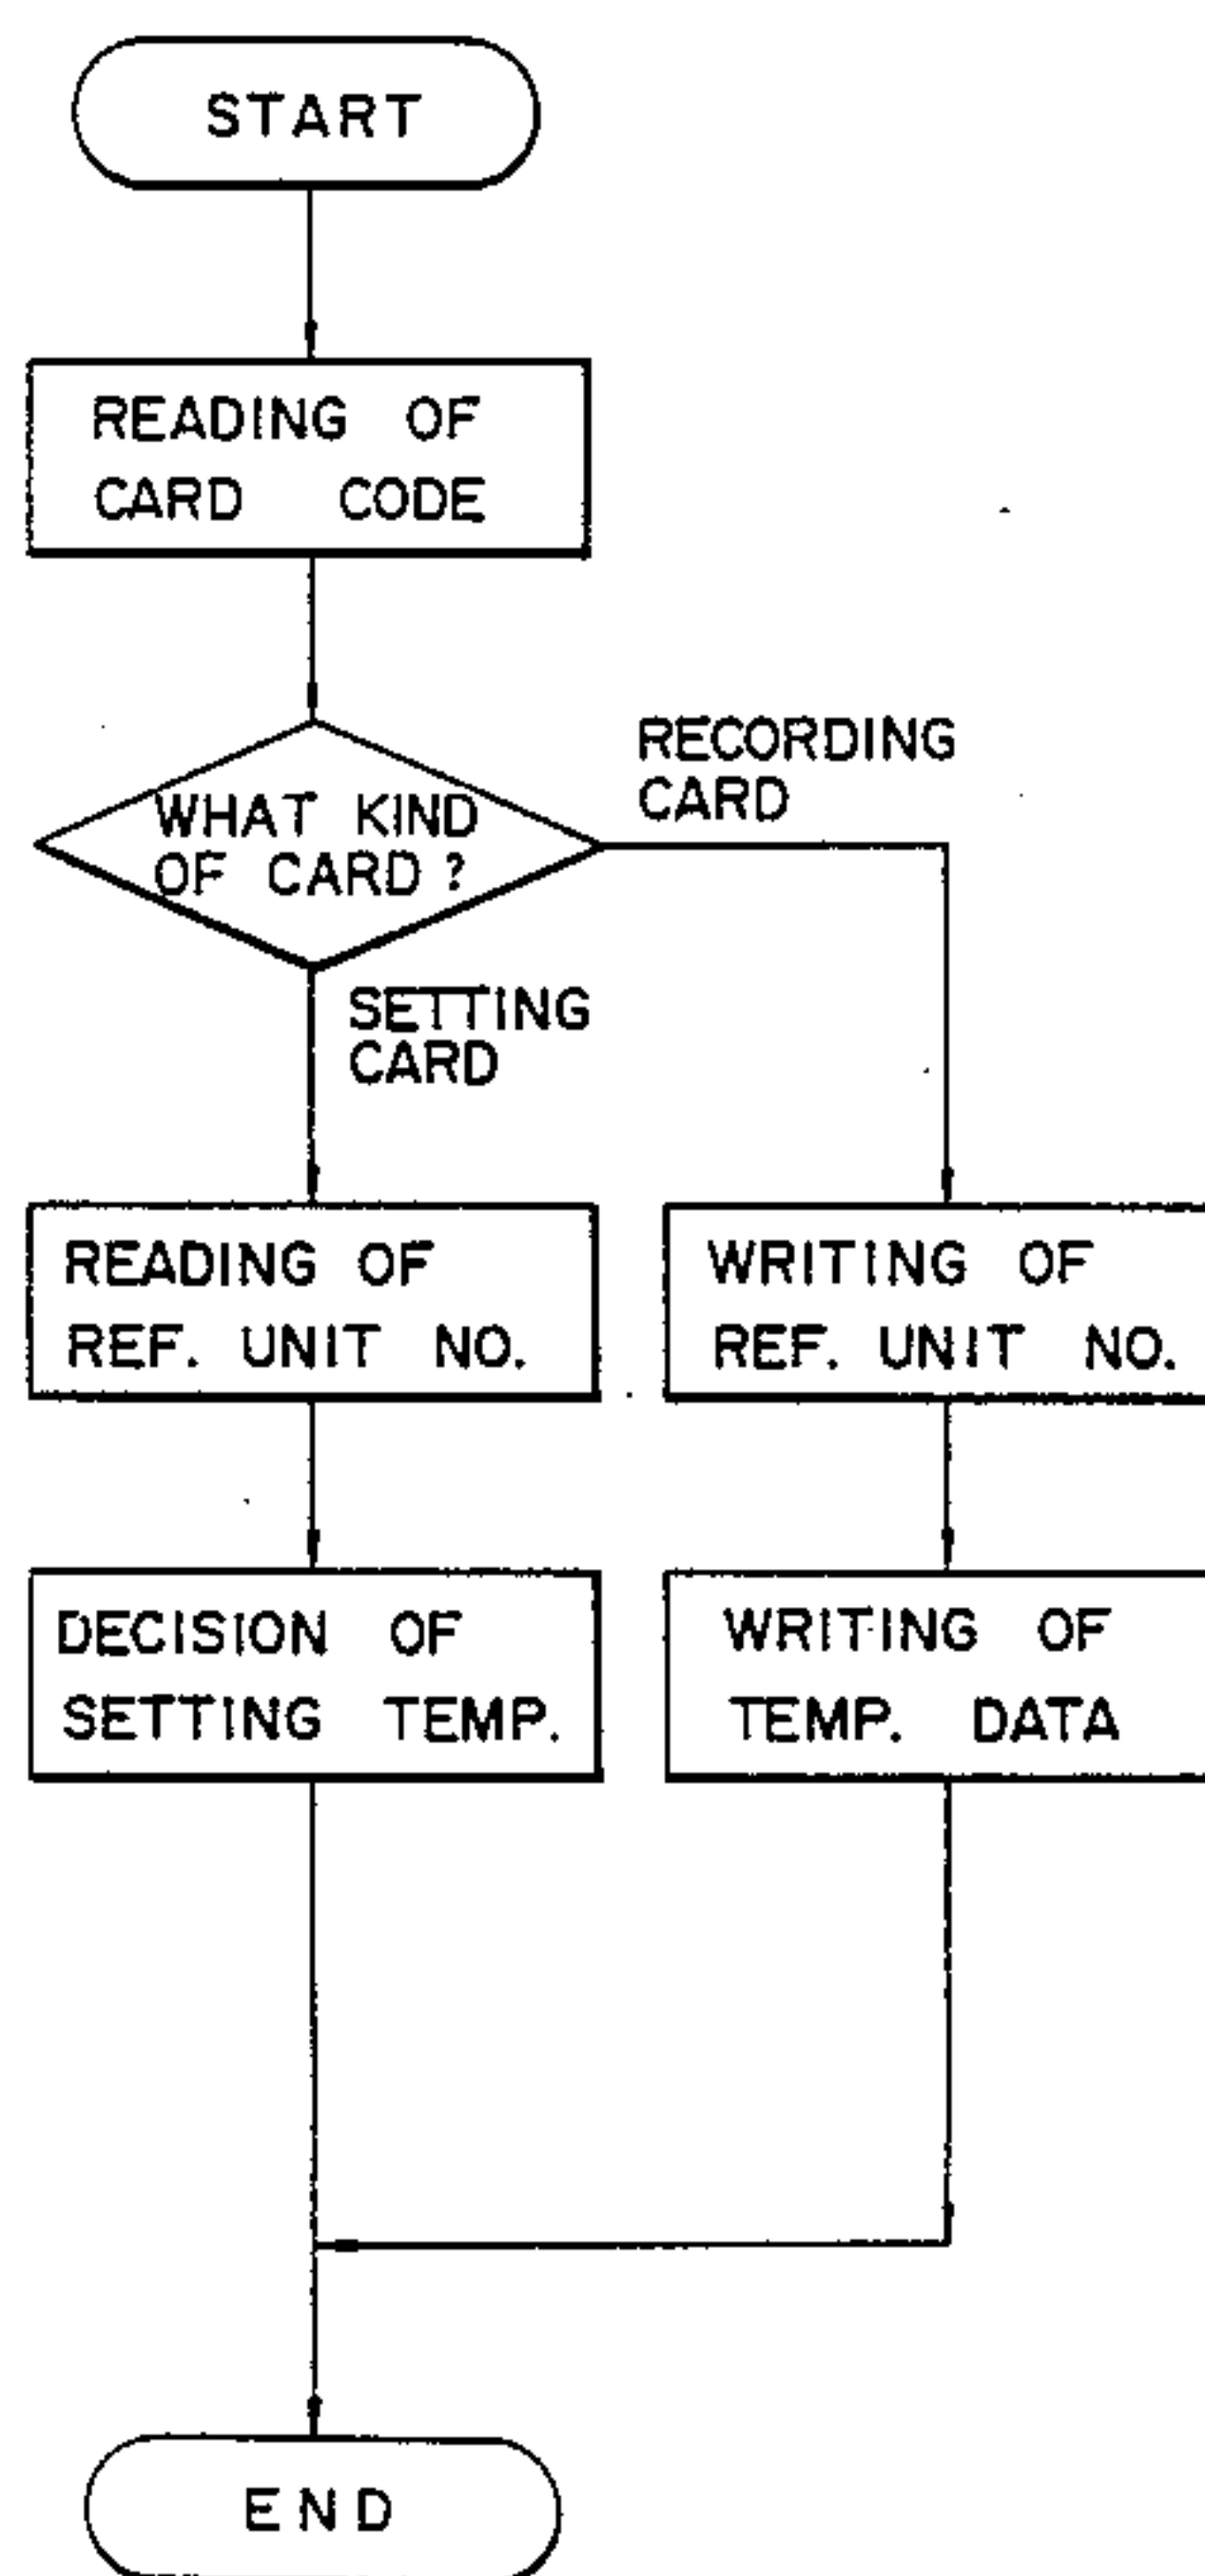 START
READING OF
CARD CODE
WHAT KIND
OF CARD ?
RECORDING
CARD
SETTING
CARD
READING OF
REF. UNIT NO.
WRITING OF
REF. UNIT NO.
DECISION OF
SETTING TEMP.
WRITING OF
TEMP. DATA
END